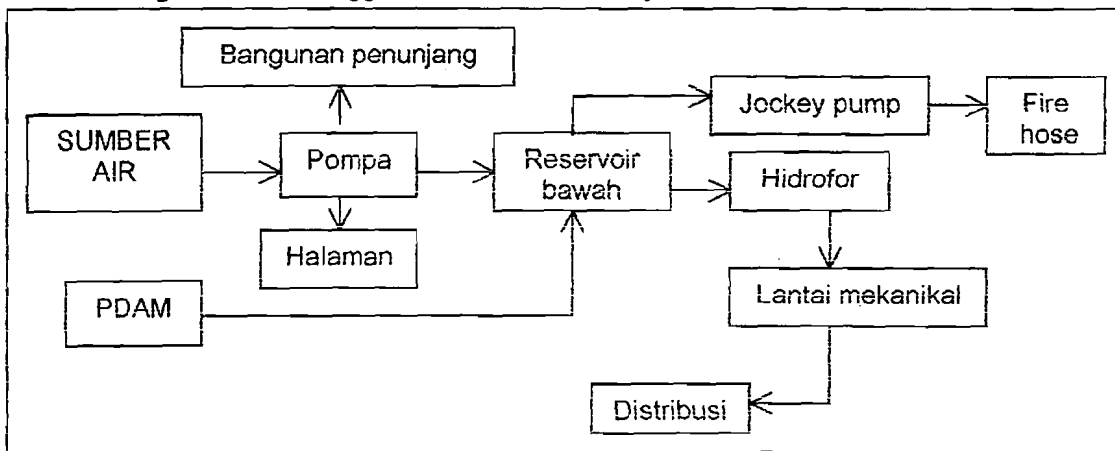 Bangunan penunjang
Jockey pump
Fire
hose
SUMBER
AIR
Pompa
Reservoir
bawah
Hidrofor
Halaman
PDAM
Lantai mekanikal
Distribusi